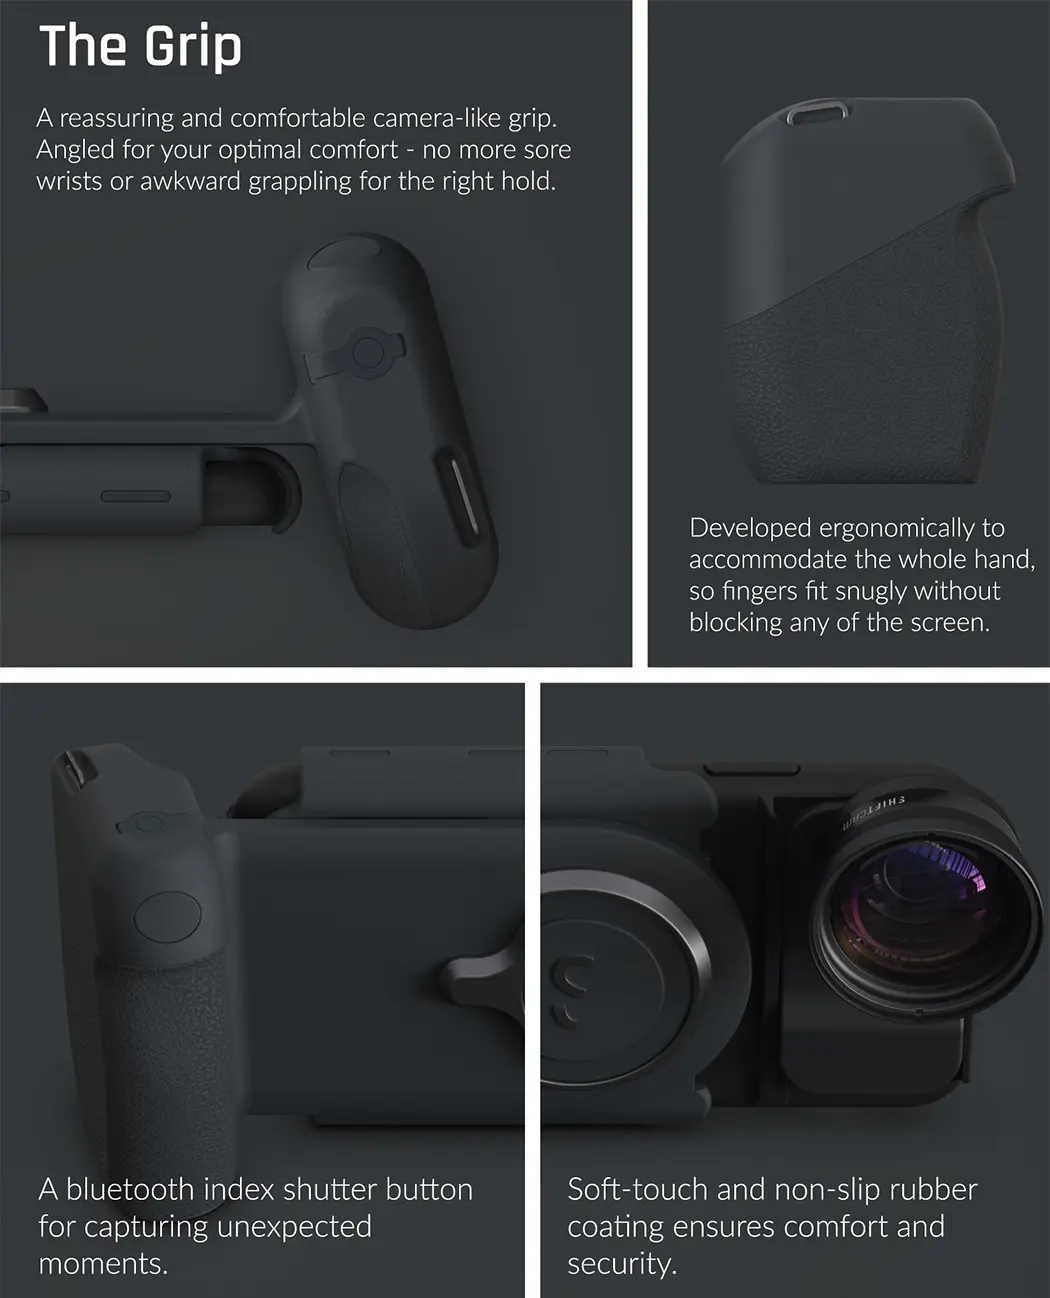 The Grip
A reassuring and comfortable camera-like grip.
Angled for your optimal comfort - no more sore
wrists or awkward grappling for the right hold.
Developed ergonomically to
accommodate the whole hand,
so fingers fit snugly without
blocking any of the screen.
SHIFTCAM
A bluetooth index shutter button
for capturing unexpected
moments.
Soft-touch and non-slip rubber
coating ensures comfort and
security.